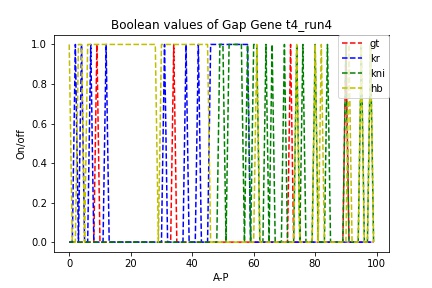 Boolean values of Gap Gene t4_run4
gt
kr
kni
hb
1.0
0.8
0.6
0.4
0.2
0.0
On/off
0 20 40 60 80 100
A-P